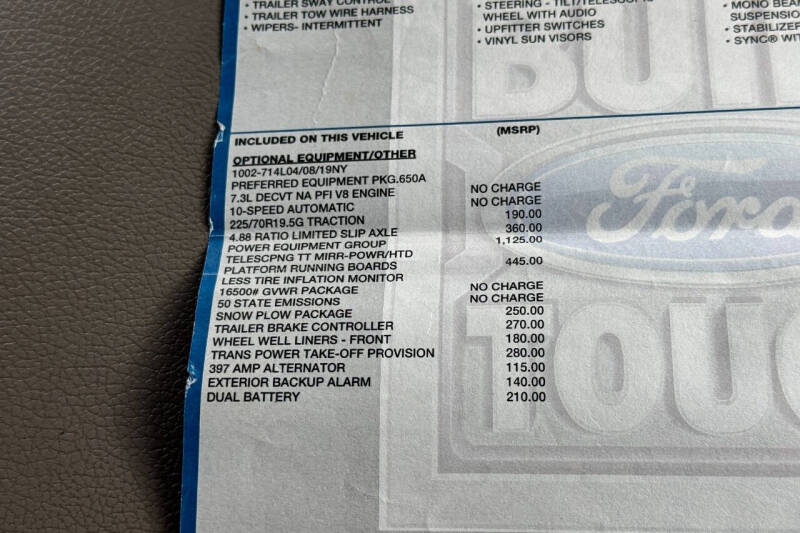 • TRAILER SWAY CONTROL
• TRAILER TOW WIRE HARNESS
• WIPERS- INTERMITTENT
• STEERING - TILT/TELESCOPIC
WHEEL WITH AUDIO
• UPFITTER SWITCHES
• VINYL SUN VISORS
• MONO BEAM
SUSPENSION
• STABILIZER
• SYNC® WIT
INCLUDED ON THIS VEHICLE (MSRP)
OPTIONAL EQUIPMENT/OTHER
1002-714L04/08/19NY
PREFERRED EQUIPMENT PKG.650A
7.3L DECVT NA PFI V8 ENGINE NO CHARGE
10-SPEED AUTOMATIC NO CHARGE
225/70R19.5G TRACTION 190.00
4.88 RATIO LIMITED SLIP AXLE 360.00
POWER EQUIPMENT GROUP 1,125.00
TELESCPNG TT MIRR-POWR/HTD
PLATFORM RUNNING BOARDS 445.00
LESS TIRE INFLATION MONITOR
16500# GVWR PACKAGE NO CHARGE
50 STATE EMISSIONS NO CHARGE
SNOW PLOW PACKAGE 250.00
TRAILER BRAKE CONTROLLER 270.00
WHEEL WELL LINERS - FRONT 180.00
TRANS POWER TAKE-OFF PROVISION 280.00
397 AMP ALTERNATOR 115.00
EXTERIOR BACKUP ALARM 140.00
DUAL BATTERY 210.00
Ford
TOUG